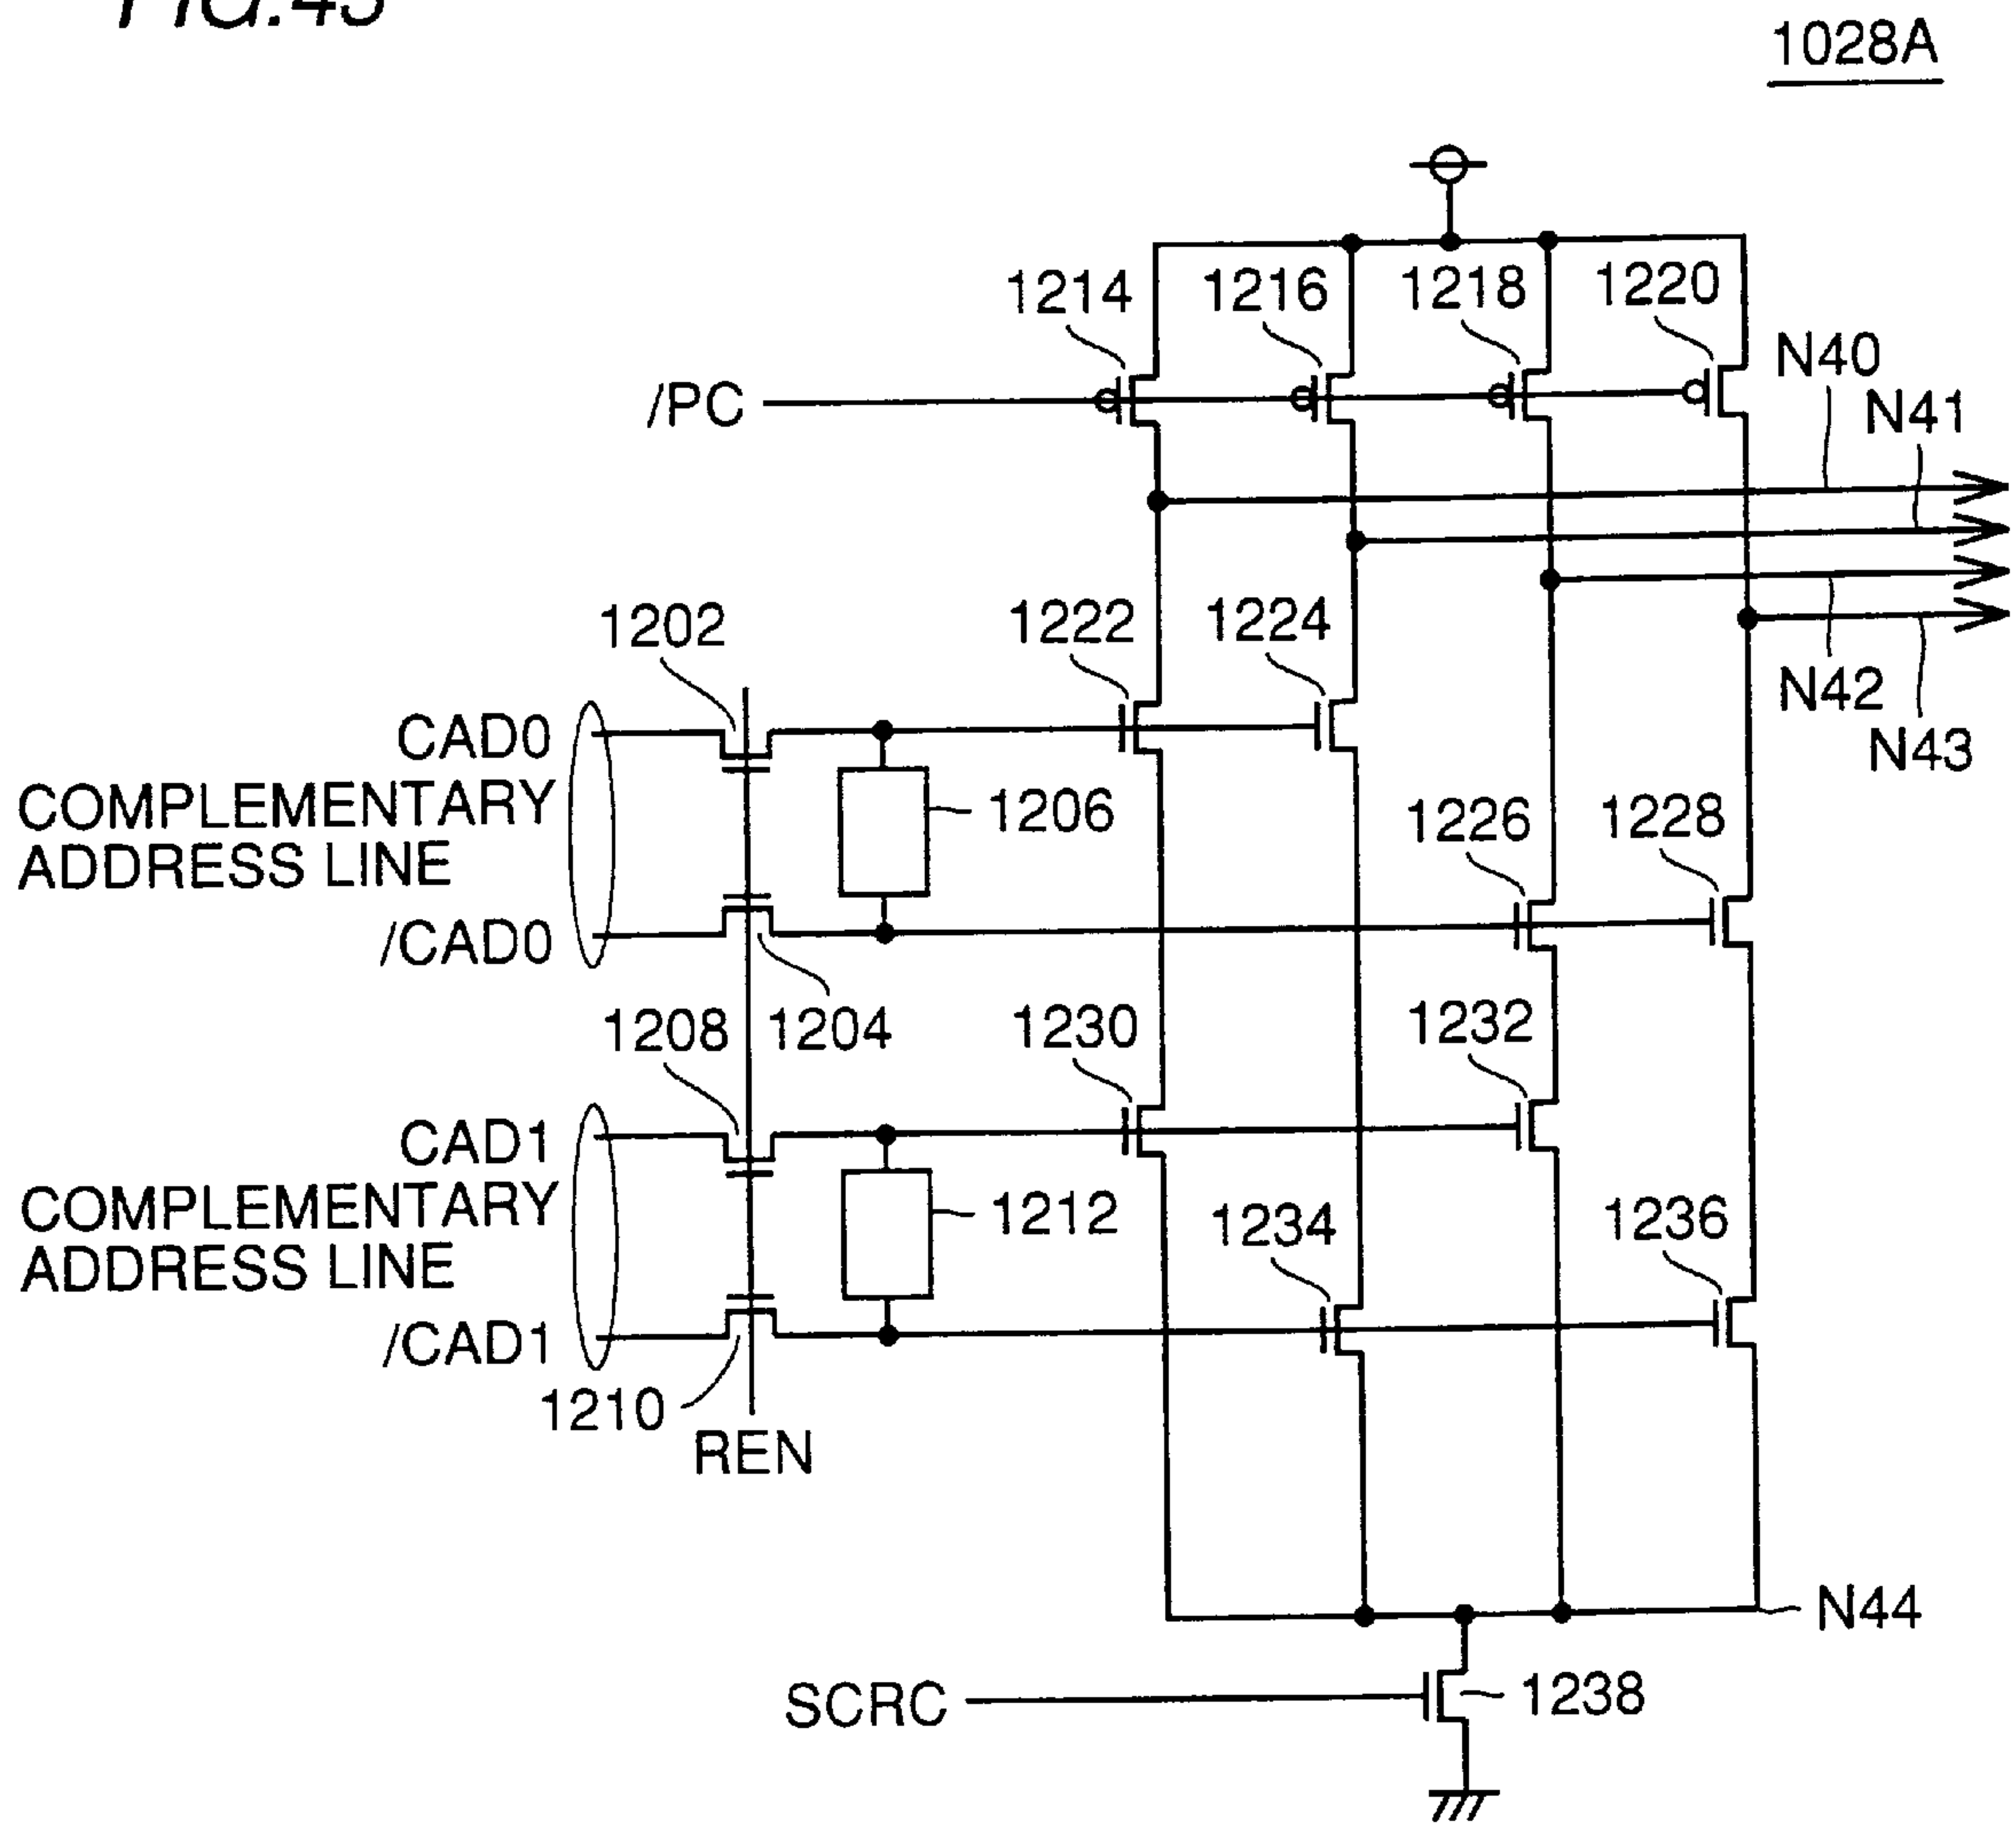 1028A
1214
1216
1218
1220
N40
/PC
N41
1202
1222
1224
N42
CAD0
N43
COMPLEMENTARY
ADDRESS LINE
1206
1226
1228
/CAD0
1208
1204
1230
1232
CAD1
COMPLEMENTARY
ADDRESS LINE
1212
1234
1236
/CAD1
1210
REN
N44
SCRC
1238